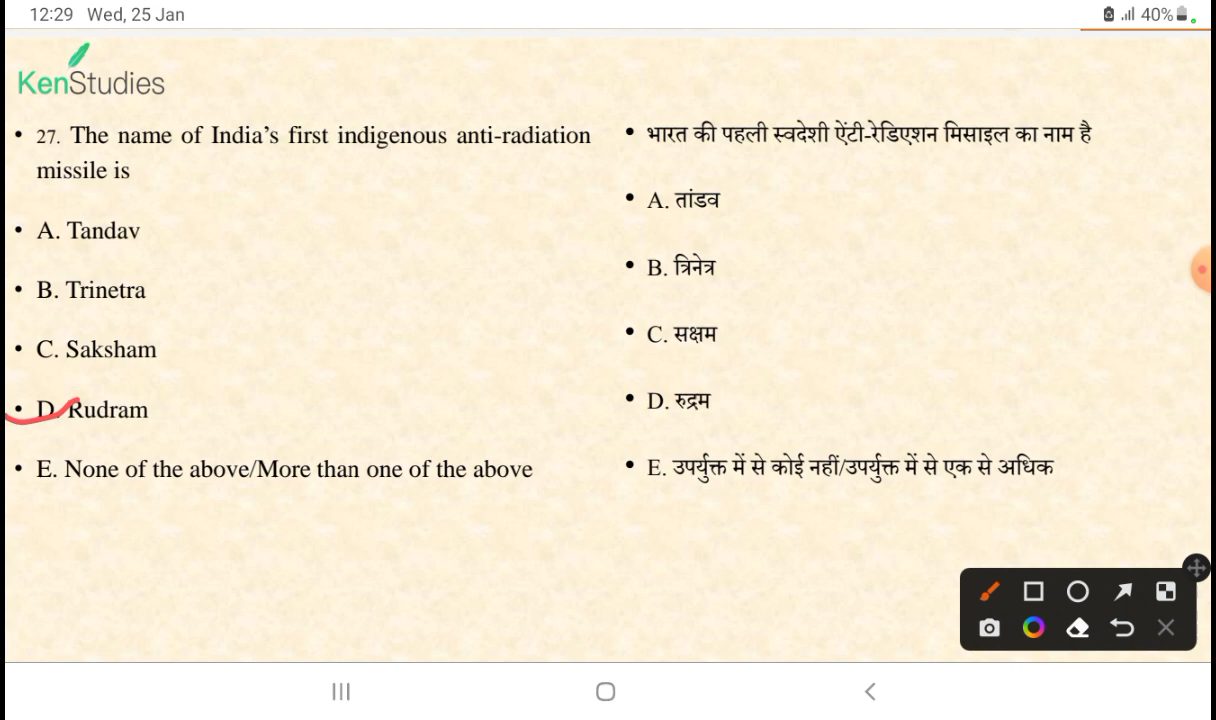 12:29 Wed, 25 Jan 40%
KenStudies
• 27. The name of India's first indigenous anti-radiation
missile is
• A. Tandav
• B. Trinetra
• C. Saksham
• D. Rudram
• E. None of the above/More than one of the above
• भारत की पहली स्वदेशी ऐंटी-रेडिएशन मिसाइल का नाम है
• A. तांडव
• B. त्रिनेत्र
• C. सक्षम
• D. रुद्रम
• E. उपर्युक्त में से कोई नहीं/उपर्युक्त में से एक से अधिक